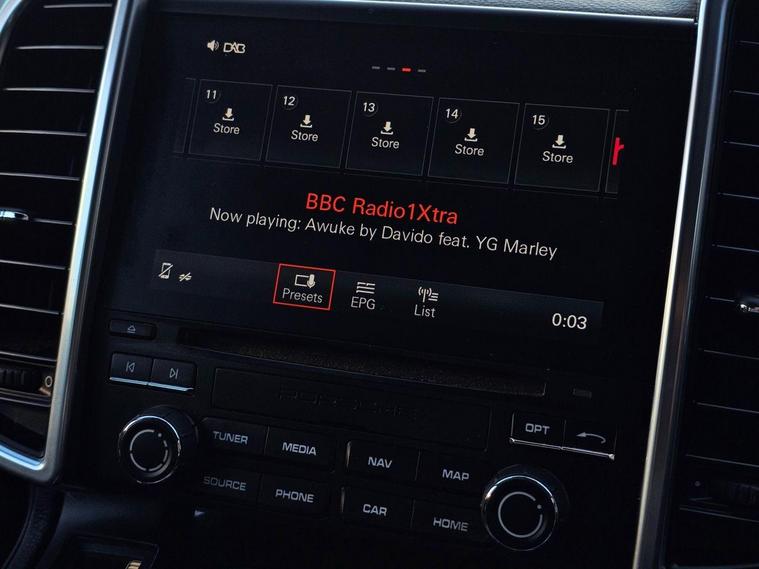 DAB
11 12 13 14 15
Store Store Store Store Store
BBC Radio1Xtra
Now playing: Awuke by Davido feat. YG Marley
Presets EPG List 0:03
PORSCHE
OPT
TUNER MEDIA NAV MAP
SOURCE PHONE CAR HOME